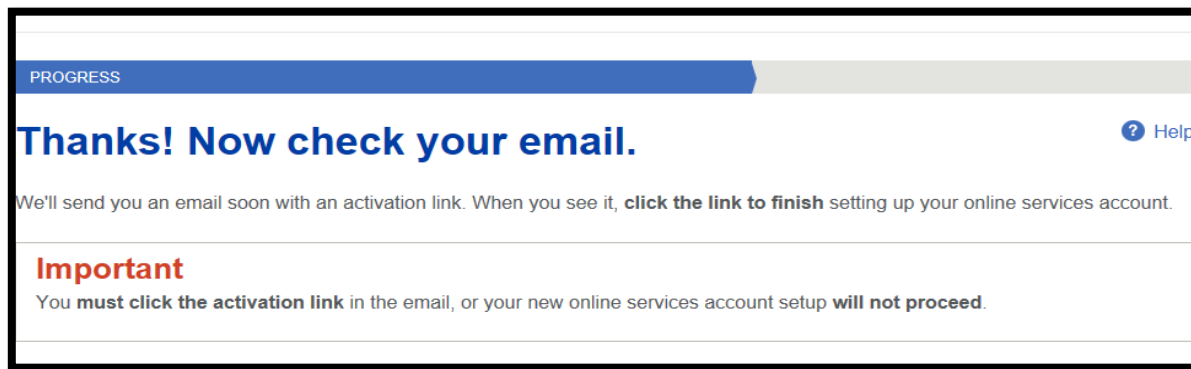 PROGRESS
Thanks! Now check your email.
? Help
We'll send you an email soon with an activation link. When you see it, click the link to finish setting up your online services account.
Important
You must click the activation link in the email, or your new online services account setup will not proceed.